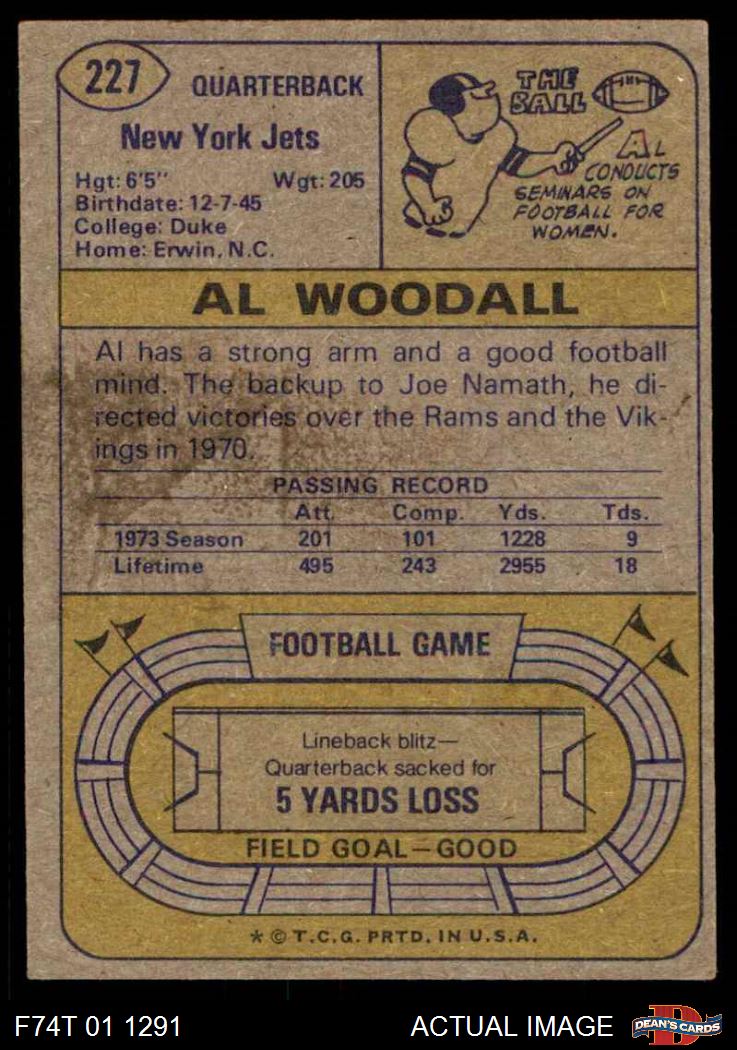 227
QUARTERBACK
New York Jets
Hgt: 6'5" Wgt: 205
Birthdate: 12-7-45
College: Duke
Home: Erwin, N.C.
THE BALL
AL
CONDUCTS
SEMINARS ON
FOOTBALL FOR
WOMEN.
AL WOODALL
Al has a strong arm and a good football
mind. The backup to Joe Namath, he di-
rected victories over the Rams and the Vik-
ings in 1970.
PASSING RECORD
Att. Comp. Yds. Tds.
1973 Season 201 101 1228 9
Lifetime 495 243 2955 18
FOOTBALL GAME
Lineback blitz—
Quarterback sacked for
5 YARDS LOSS
FIELD GOAL—GOOD
* © T.C.G. PRTD. IN U.S.A.
F74T 01 1291 ACTUAL IMAGE DEAN'S CARDS